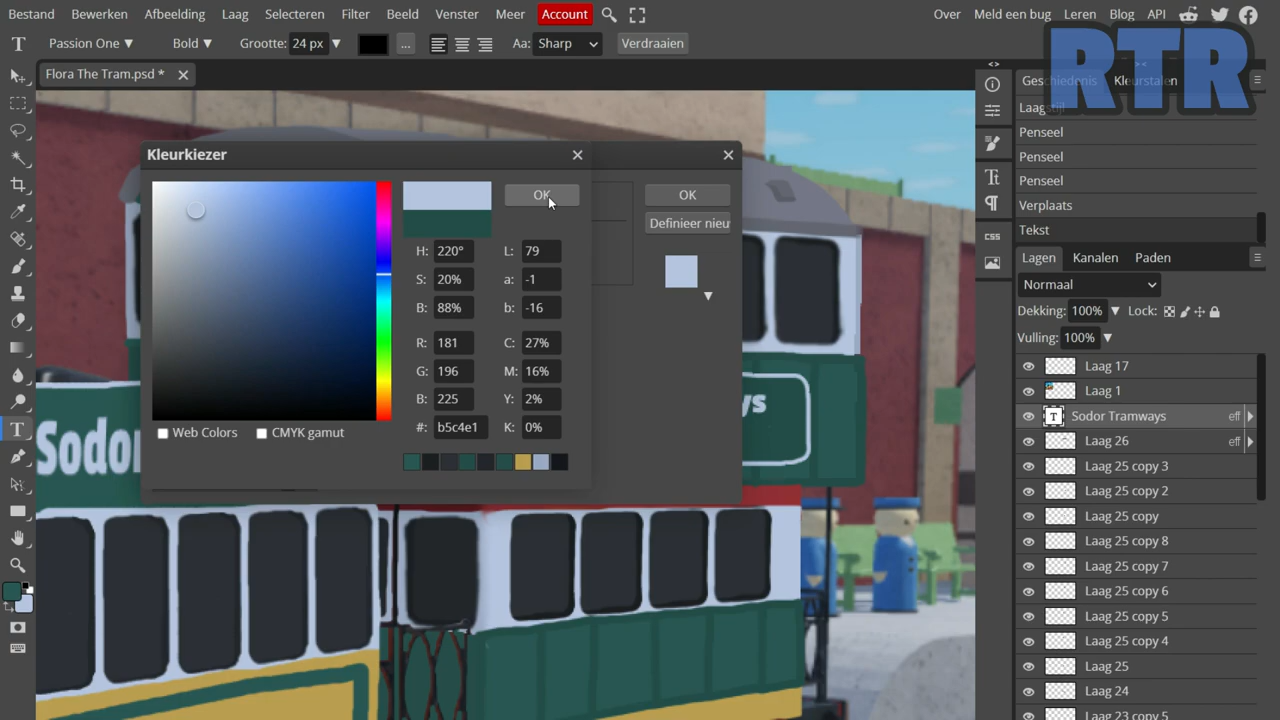 Bestand Bewerken Afbeelding Laag Selecteren Filter Beeld Venster Meer Account Over Meld een bug Leren Blog API
T Passion One Bold Grootte: 24 px ... Aa: Sharp Verdraaien
RTR
Flora The Tram.psd *
Geschiedenis Kleurstalen
Laagstijl
Penseel
Penseel
Penseel
Verplaats
Tekst
Kleurkiezer
OK
OK
Definieer nieu
H: 220° L: 79
S: 20% a: -1
B: 88% b: -16
R: 181 C: 27%
G: 196 M: 16%
B: 225 Y: 2%
#: b5c4e1 K: 0%
Web Colors CMYK gamut
Sodor
ys
Lagen Kanalen Paden
Normaal
Dekking: 100% Lock:
Vulling: 100%
Laag 17
Laag 1
T Sodor Tramways eff
Laag 26 eff
Laag 25 copy 3
Laag 25 copy 2
Laag 25 copy
Laag 25 copy 8
Laag 25 copy 7
Laag 25 copy 6
Laag 25 copy 5
Laag 25 copy 4
Laag 25
Laag 24
Laag 23 copy 5
Tt
css